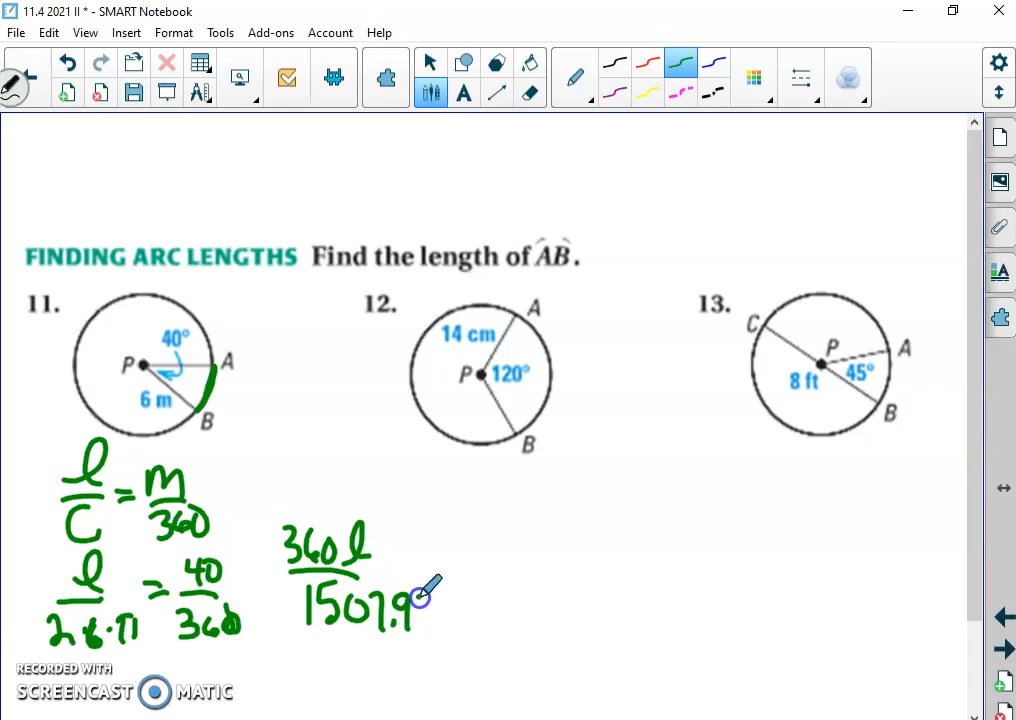 11.4 2021 II * - SMART Notebook
File Edit View Insert Format Tools Add-ons Account Help
FINDING ARC LENGTHS Find the length of AB.
11.
40°
P
A
6 m
B
12.
A
14 cm
P
120°
B
13.
C
P
A
8 ft
45°
B
l/C = m/360
l/2·6·π = 40/360
360 l
1507.9
RECORDED WITH
SCREENCAST MATIC